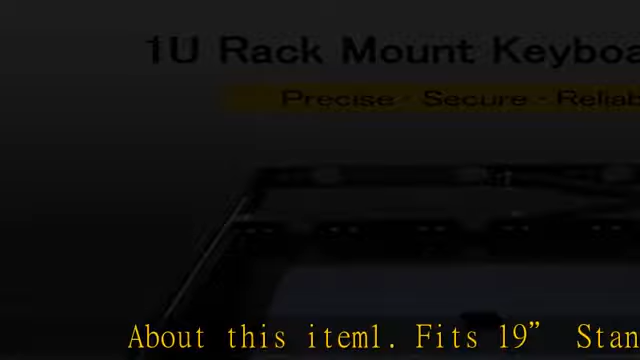 1U Rack Mount Keyboa
Precise · Secure · Reliab
About this item1. Fits 19” Stan